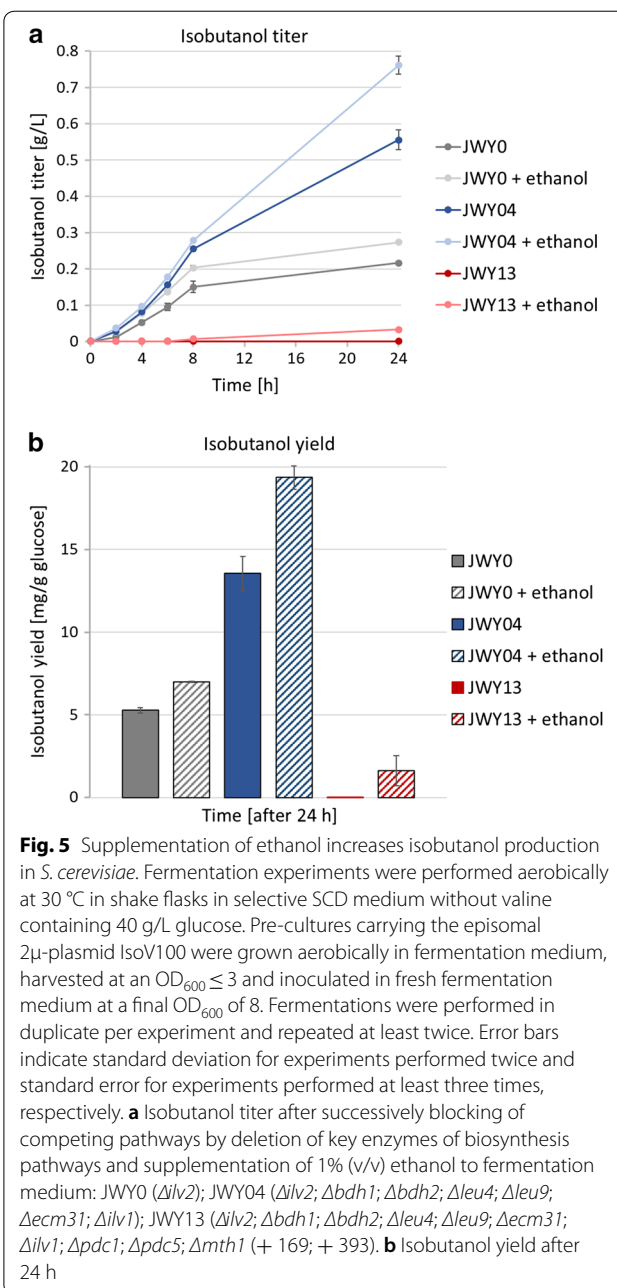 a
Isobutanol titer
0.8
0.7
0.6
0.5
0.4
0.3
0.2
0.1
0
Isobutanol titer [g/L]
0 4 8 12 16 20 24
Time [h]
JWY0
JWY0 + ethanol
JWY04
JWY04 + ethanol
JWY13
JWY13 + ethanol
b
Isobutanol yield
20
15
10
5
0
Isobutanol yield [mg/g glucose]
Time [after 24 h]
JWY0
JWY0 + ethanol
JWY04
JWY04 + ethanol
JWY13
JWY13 + ethanol
Fig. 5 Supplementation of ethanol increases isobutanol production
in S. cerevisiae. Fermentation experiments were performed aerobically
at 30 °C in shake flasks in selective SCD medium without valine
containing 40 g/L glucose. Pre-cultures carrying the episomal
2μ-plasmid IsoV100 were grown aerobically in fermentation medium,
harvested at an OD600 ≤ 3 and inoculated in fresh fermentation
medium at a final OD600 of 8. Fermentations were performed in
duplicate per experiment and repeated at least twice. Error bars
indicate standard deviation for experiments performed twice and
standard error for experiments performed at least three times,
respectively. a Isobutanol titer after successively blocking of
competing pathways by deletion of key enzymes of biosynthesis
pathways and supplementation of 1% (v/v) ethanol to fermentation
medium: JWY0 (Δilv2); JWY04 (Δilv2; Δbdh1; Δbdh2; Δleu4; Δleu9;
Δecm31; Δilv1); JWY13 (Δilv2; Δbdh1; Δbdh2; Δleu4; Δleu9; Δecm31;
Δilv1; Δpdc1; Δpdc5; Δmth1 (+ 169; + 393). b Isobutanol yield after
24 h